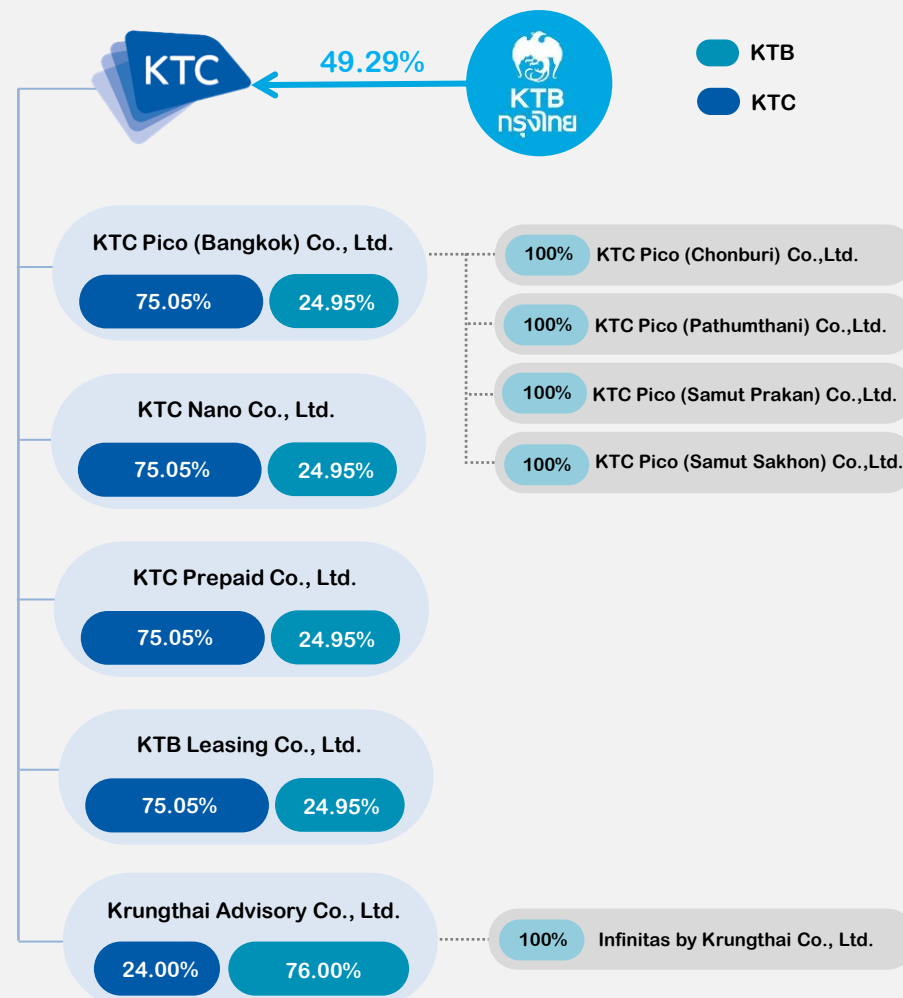 KTC
49.29%
KTB
กรุงไทย
KTB
KTC
KTC Pico (Bangkok) Co., Ltd.
75.05%
24.95%
100%
KTC Pico (Chonburi) Co.,Ltd.
100%
KTC Pico (Pathumthani) Co.,Ltd.
100%
KTC Pico (Samut Prakan) Co.,Ltd.
100%
KTC Pico (Samut Sakhon) Co.,Ltd.
KTC Nano Co., Ltd.
75.05%
24.95%
KTC Prepaid Co., Ltd.
75.05%
24.95%
KTB Leasing Co., Ltd.
75.05%
24.95%
Krungthai Advisory Co., Ltd.
24.00%
76.00%
100%
Infinitas by Krungthai Co., Ltd.